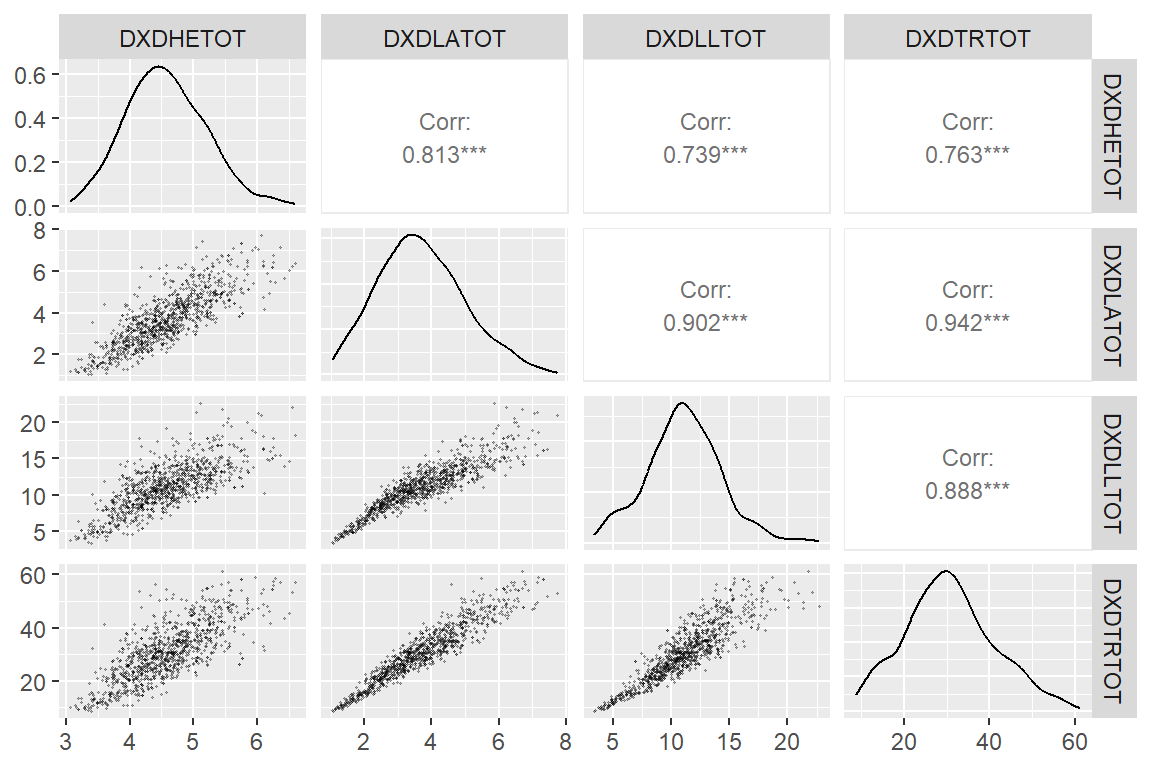 DXDHETOT DXDLATOT DXDLLTOT DXDTRTOT
0.6
0.4
0.2
0.0
Corr:
0.813***
Corr:
0.739***
Corr:
0.763***
DXDHETOT
8
6
4
2
Corr:
0.902***
Corr:
0.942***
DXDLATOT
20
15
10
5
Corr:
0.888***
DXDLLTOT
60
40
20
DXDTRTOT
3 4 5 6
2 4 6 8
5 10 15 20
20 40 60